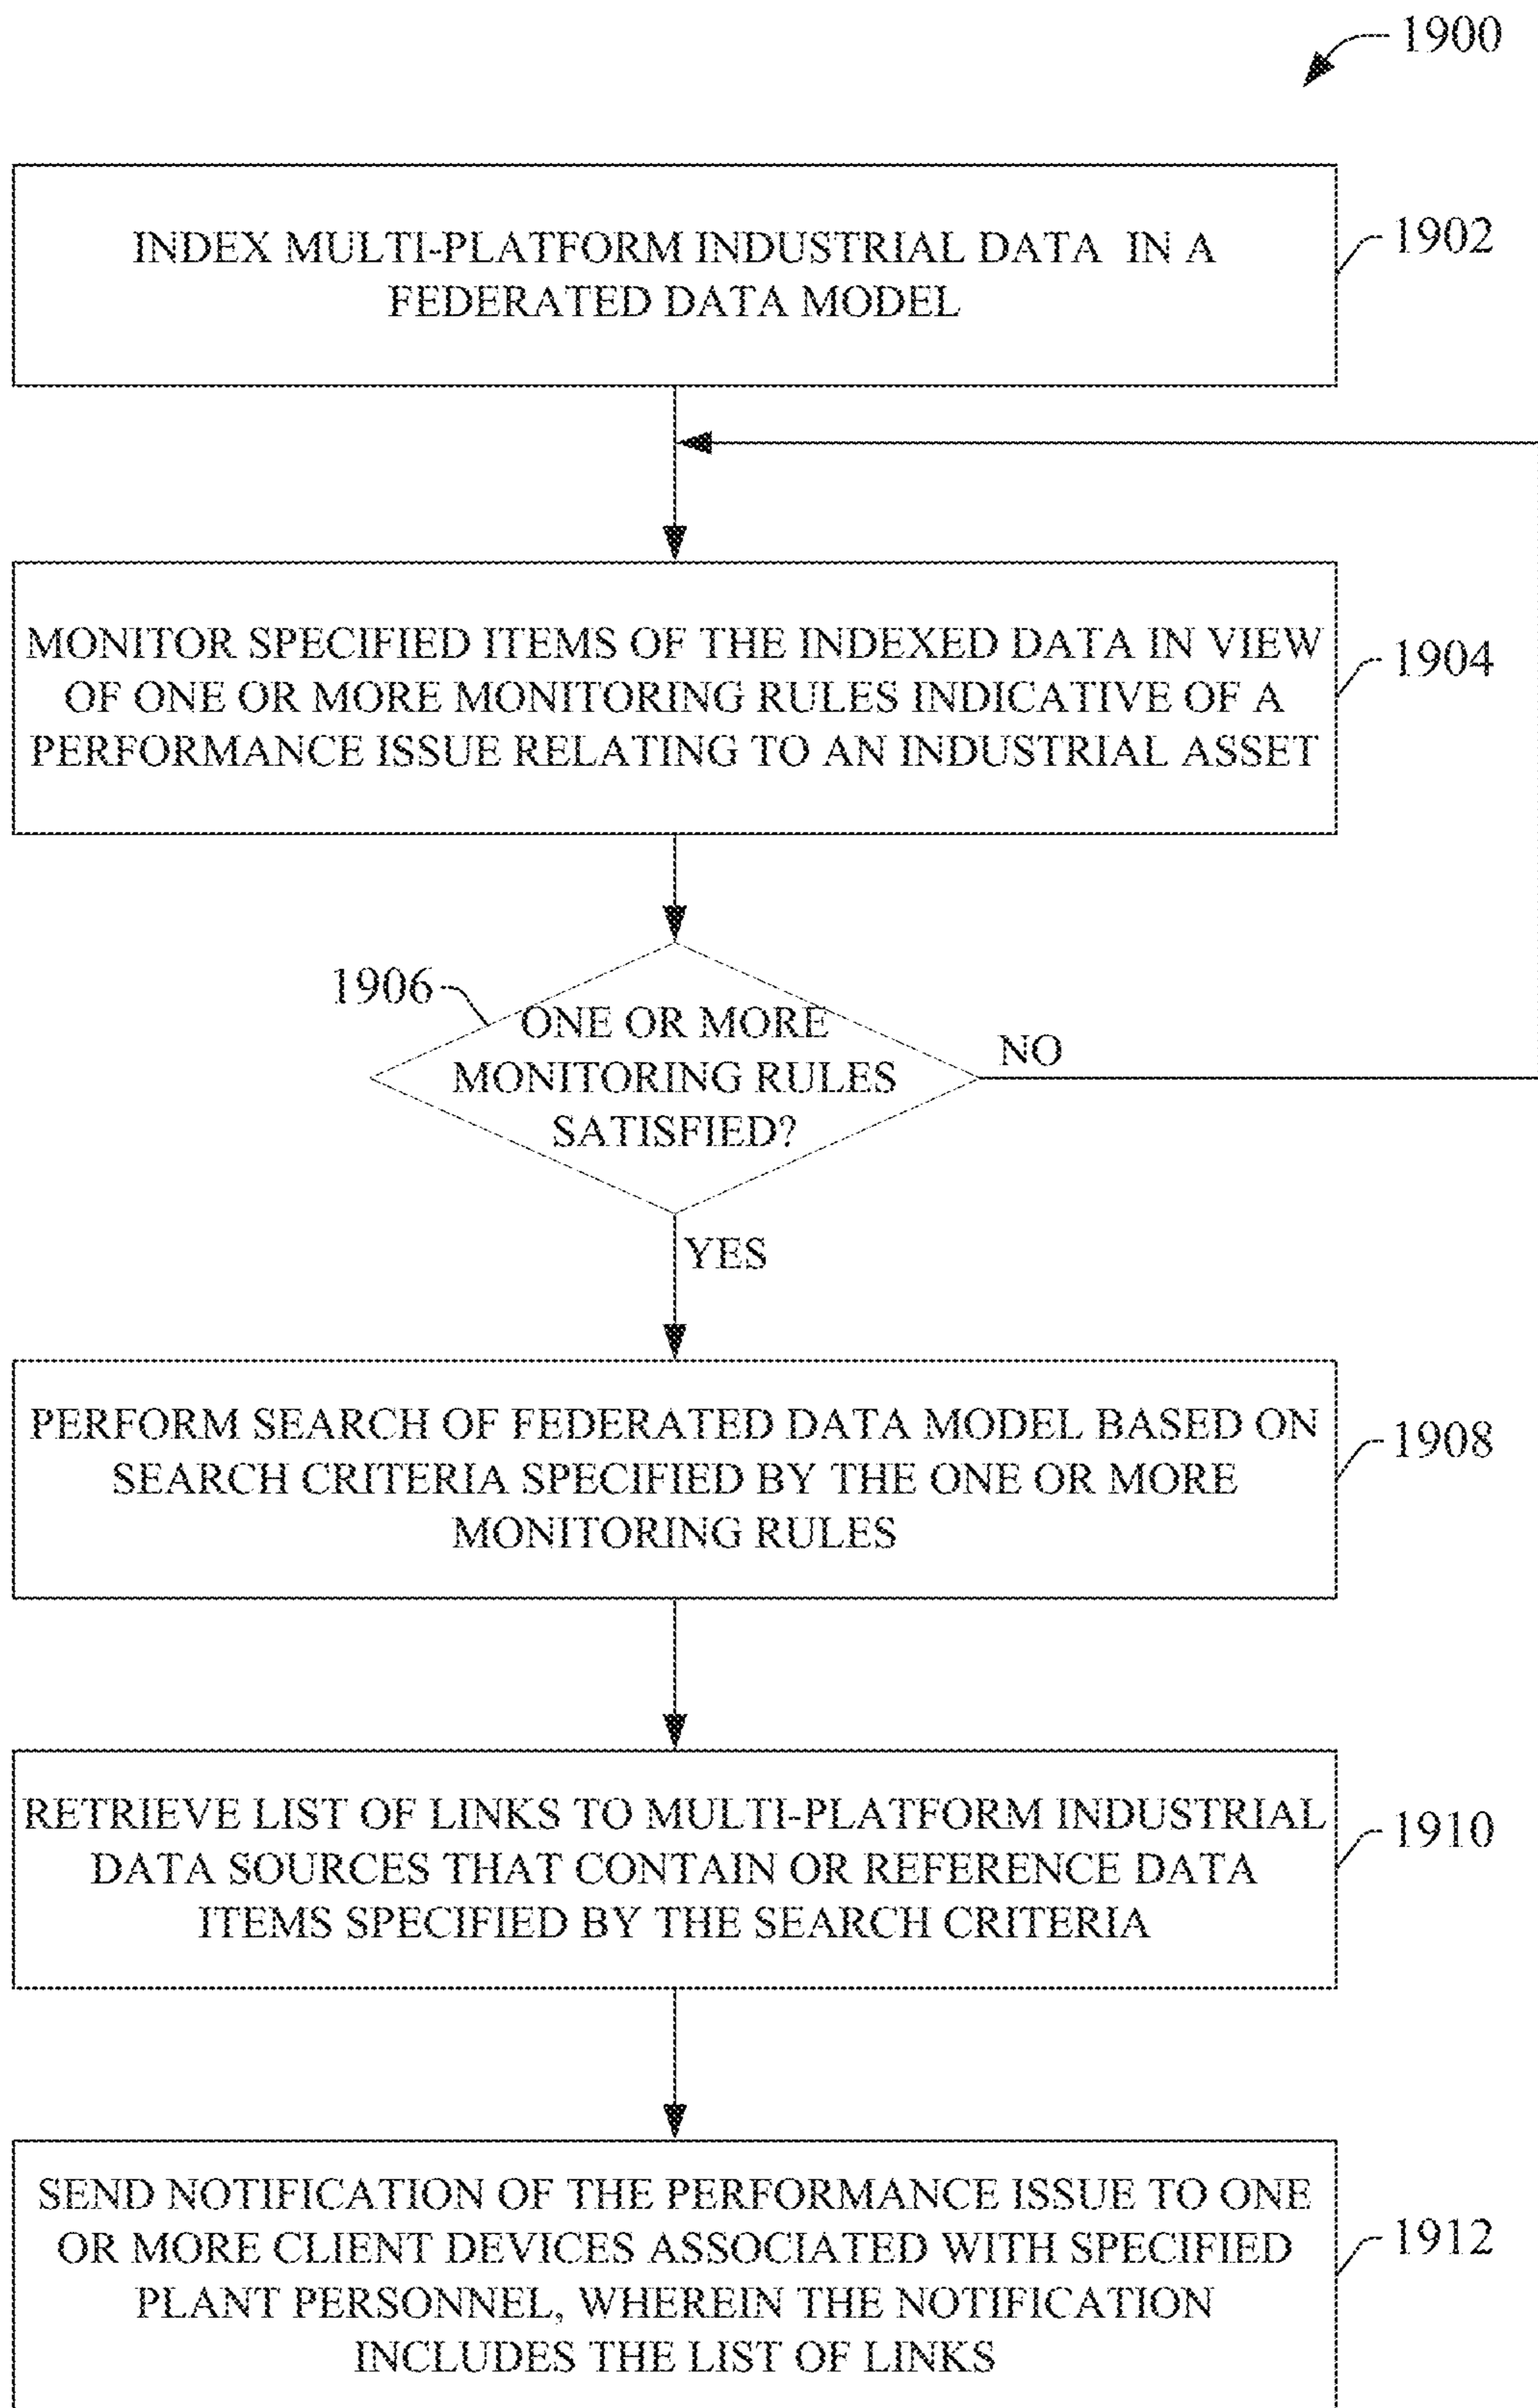 1900
INDEX MULTI-PLATFORM INDUSTRIAL DATA IN A
FEDERATED DATA MODEL
1902
MONITOR SPECIFIED ITEMS OF THE INDEXED DATA IN VIEW
OF ONE OR MORE MONITORING RULES INDICATIVE OF A
PERFORMANCE ISSUE RELATING TO AN INDUSTRIAL ASSET
1904
1906
ONE OR MORE
MONITORING RULES
SATISFIED?
NO
YES
PERFORM SEARCH OF FEDERATED DATA MODEL BASED ON
SEARCH CRITERIA SPECIFIED BY THE ONE OR MORE
MONITORING RULES
1908
RETRIEVE LIST OF LINKS TO MULTI-PLATFORM INDUSTRIAL
DATA SOURCES THAT CONTAIN OR REFERENCE DATA
ITEMS SPECIFIED BY THE SEARCH CRITERIA
1910
SEND NOTIFICATION OF THE PERFORMANCE ISSUE TO ONE
OR MORE CLIENT DEVICES ASSOCIATED WITH SPECIFIED
PLANT PERSONNEL, WHEREIN THE NOTIFICATION
INCLUDES THE LIST OF LINKS
1912